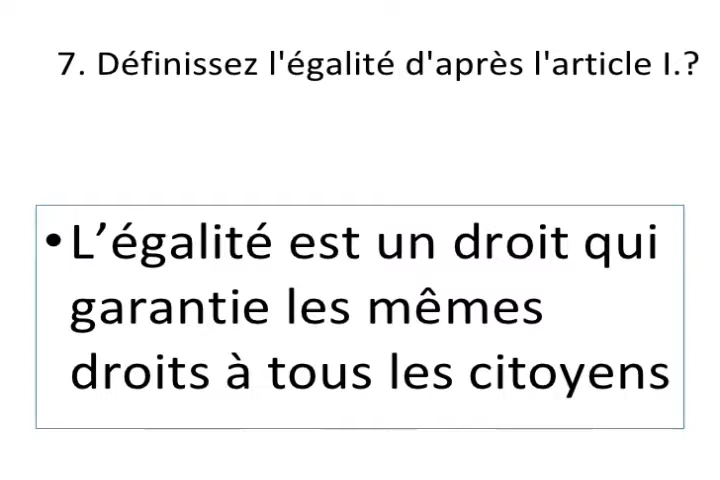 7. Définissez l'égalité d'après l'article I.?
•L’égalité est un droit qui
garantie les mêmes
droits à tous les citoyens